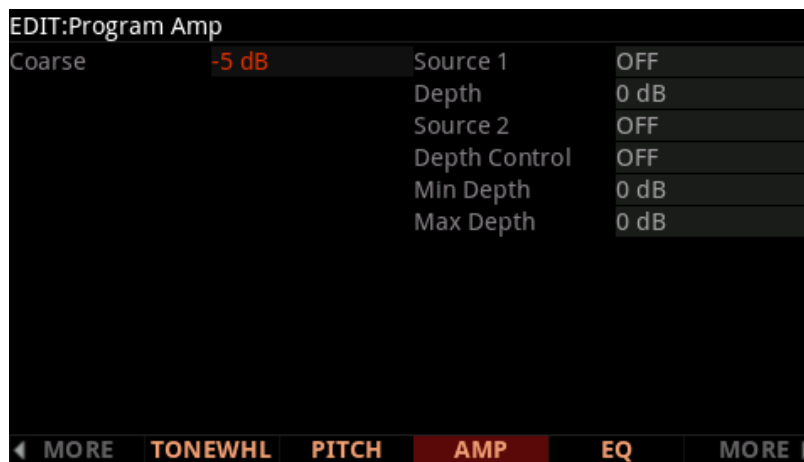 EDIT:Program Amp
Coarse -5 dB Source 1 OFF
Depth 0 dB
Source 2 OFF
Depth Control OFF
Min Depth 0 dB
Max Depth 0 dB
MORE TONEWHL PITCH AMP EQ MORE